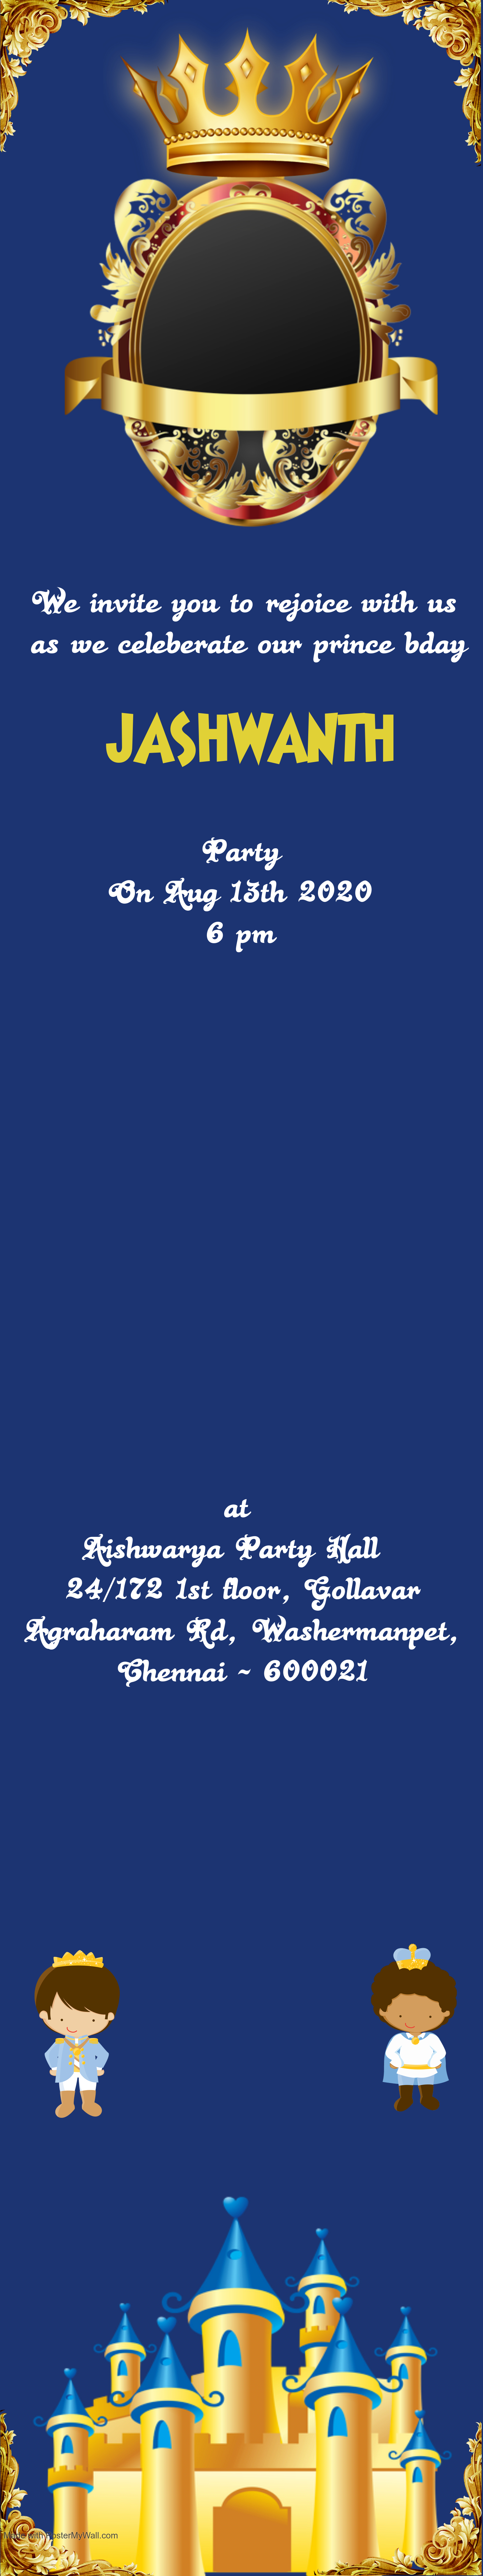 We invite you to rejoice with us
as we celeberate our prince bday
JASHWANTH
Party
On Aug 13th 2020
6 pm
at
Aishwarya Party Hall
24/172 1st floor, Gollavar
Agraharam Rd, Washermanpet,
Chennai - 600021
with PosterMyWall.com